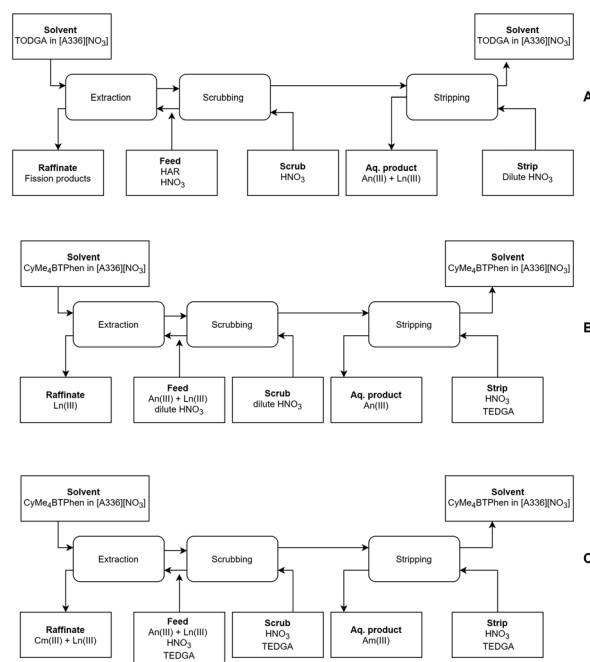 Solvent
TODGA in [A336][NO₃]
Solvent
TODGA in [A336][NO₃]
Extraction
Scrubbing
Stripping
A
Raffinate
Fission products
Feed
HAR
HNO₃
Scrub
HNO₃
Aq. product
An(III) + Ln(III)
Strip
Dilute HNO₃
Solvent
CyMe₄BTPhen in [A336][NO₃]
Solvent
CyMe₄BTPhen in [A336][NO₃]
Extraction
Scrubbing
Stripping
B
Raffinate
Ln(III)
Feed
An(III) + Ln(III)
dilute HNO₃
Scrub
dilute HNO₃
Aq. product
An(III)
Strip
HNO₃
TEDGA
Solvent
CyMe₄BTPhen in [A336][NO₃]
Solvent
CyMe₄BTPhen in [A336][NO₃]
Extraction
Scrubbing
Stripping
C
Raffinate
Cm(III) + Ln(III)
Feed
An(III) + Ln(III)
HNO₃
TEDGA
Scrub
HNO₃
TEDGA
Aq. product
Am(III)
Strip
HNO₃
TEDGA